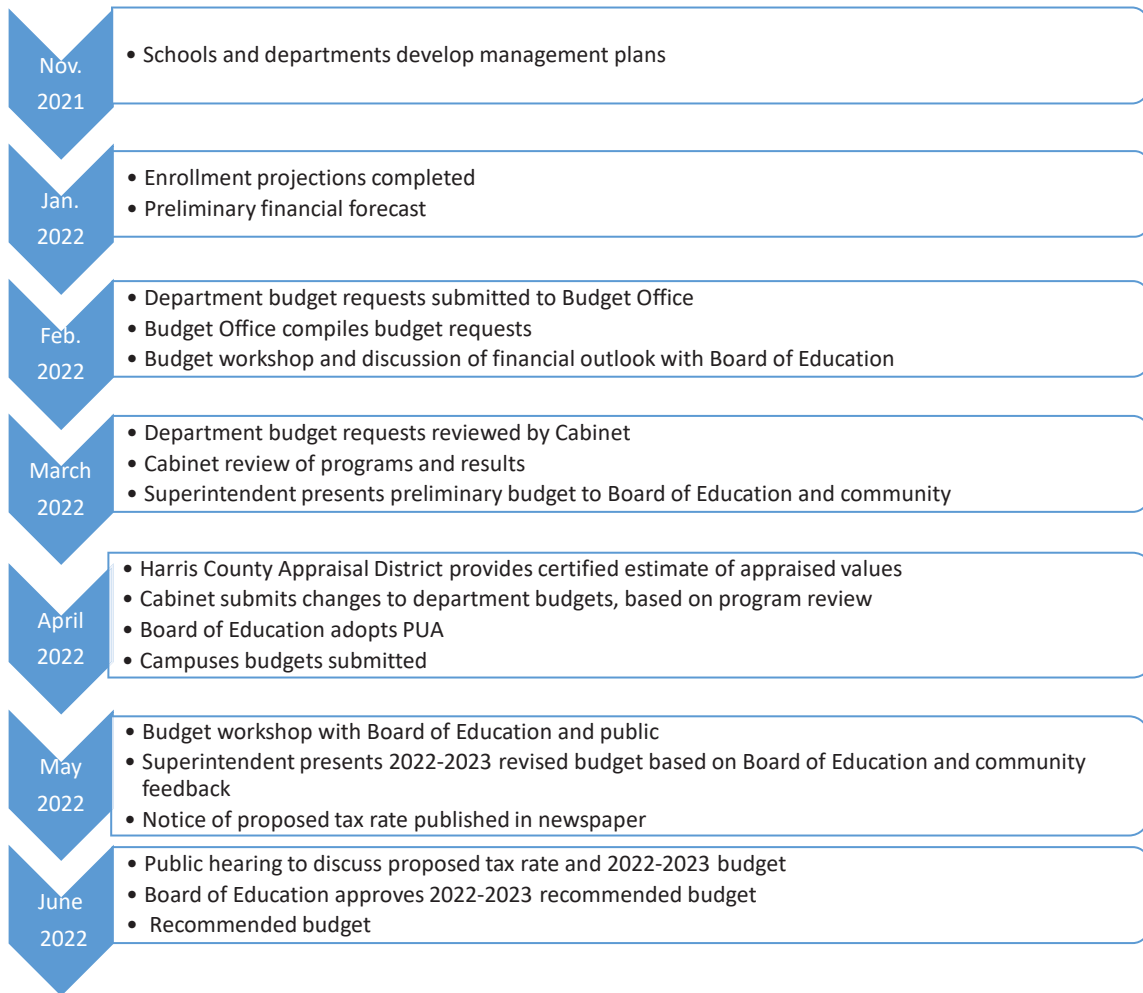 Nov.
2021
• Schools and departments develop management plans
Jan.
2022
• Enrollment projections completed
• Preliminary financial forecast
Feb.
2022
• Department budget requests submitted to Budget Office
• Budget Office compiles budget requests
• Budget workshop and discussion of financial outlook with Board of Education
March
2022
• Department budget requests reviewed by Cabinet
• Cabinet review of programs and results
• Superintendent presents preliminary budget to Board of Education and community
April
2022
• Harris County Appraisal District provides certified estimate of appraised values
• Cabinet submits changes to department budgets, based on program review
• Board of Education adopts PUA
• Campuses budgets submitted
May
2022
• Budget workshop with Board of Education and public
• Superintendent presents 2022-2023 revised budget based on Board of Education and community
feedback
• Notice of proposed tax rate published in newspaper
June
2022
• Public hearing to discuss proposed tax rate and 2022-2023 budget
• Board of Education approves 2022-2023 recommended budget
• Recommended budget